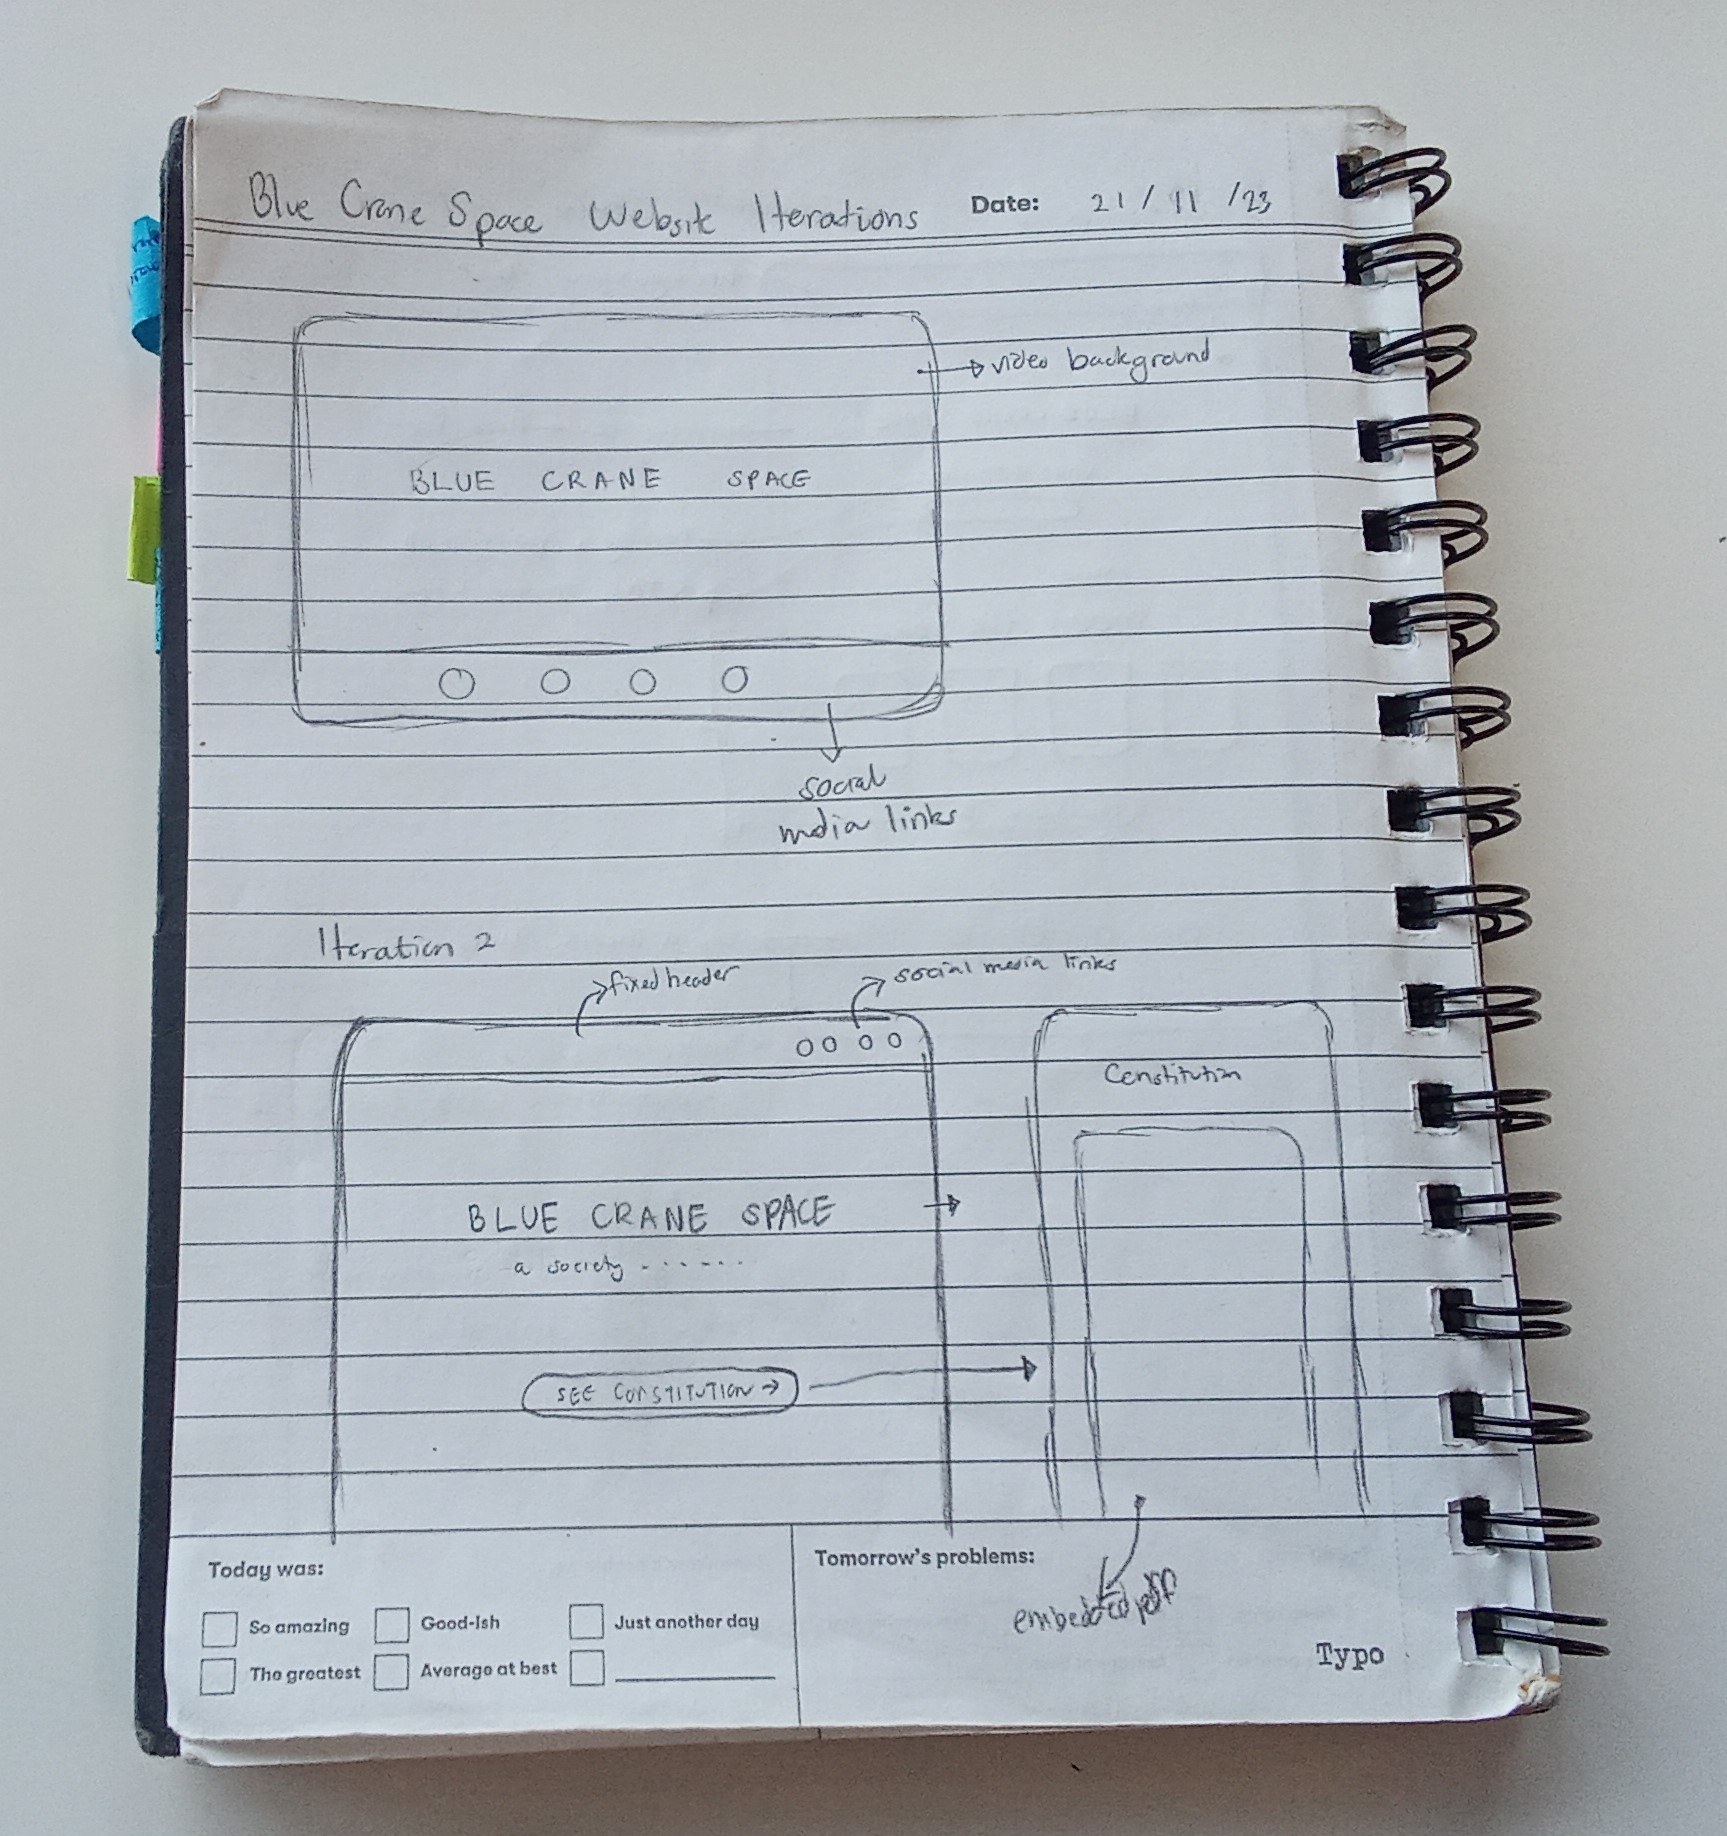 Blue Crane Space Website Iterations Date: 21 / 11 / 23
video background
BLUE CRANE SPACE
social
media links
Iteration 2
fixed header
social media links
Constitution
BLUE CRANE SPACE
a society - - - - - -
SEE CONSTITUTION →
Today was:
So amazing Good-Ish Just another day
The greatest Average at best
Tomorrow's problems:
embedded pdf
Typo